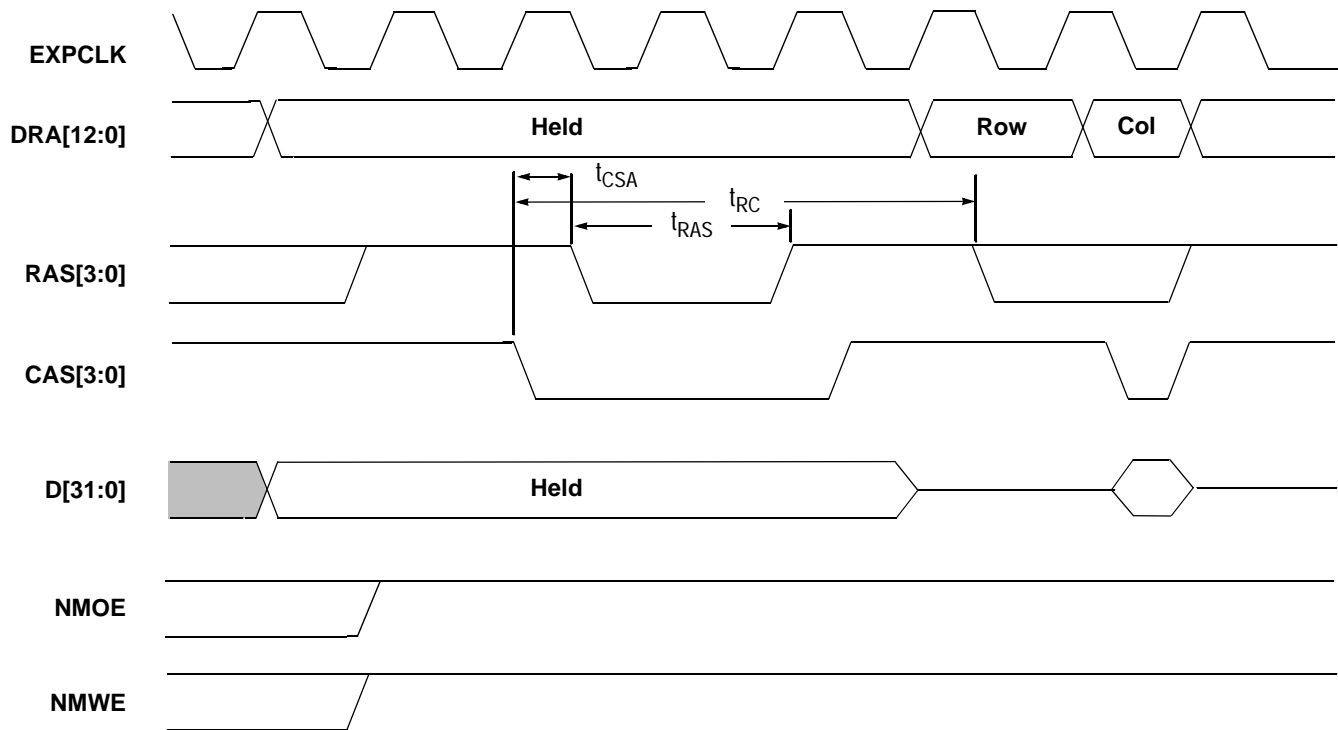 EXPCLK
DRA[12:0]
Held
Row
Col
tCSA
tRC
tRAS
RAS[3:0]
CAS[3:0]
D[31:0]
Held
NMOE
NMWE